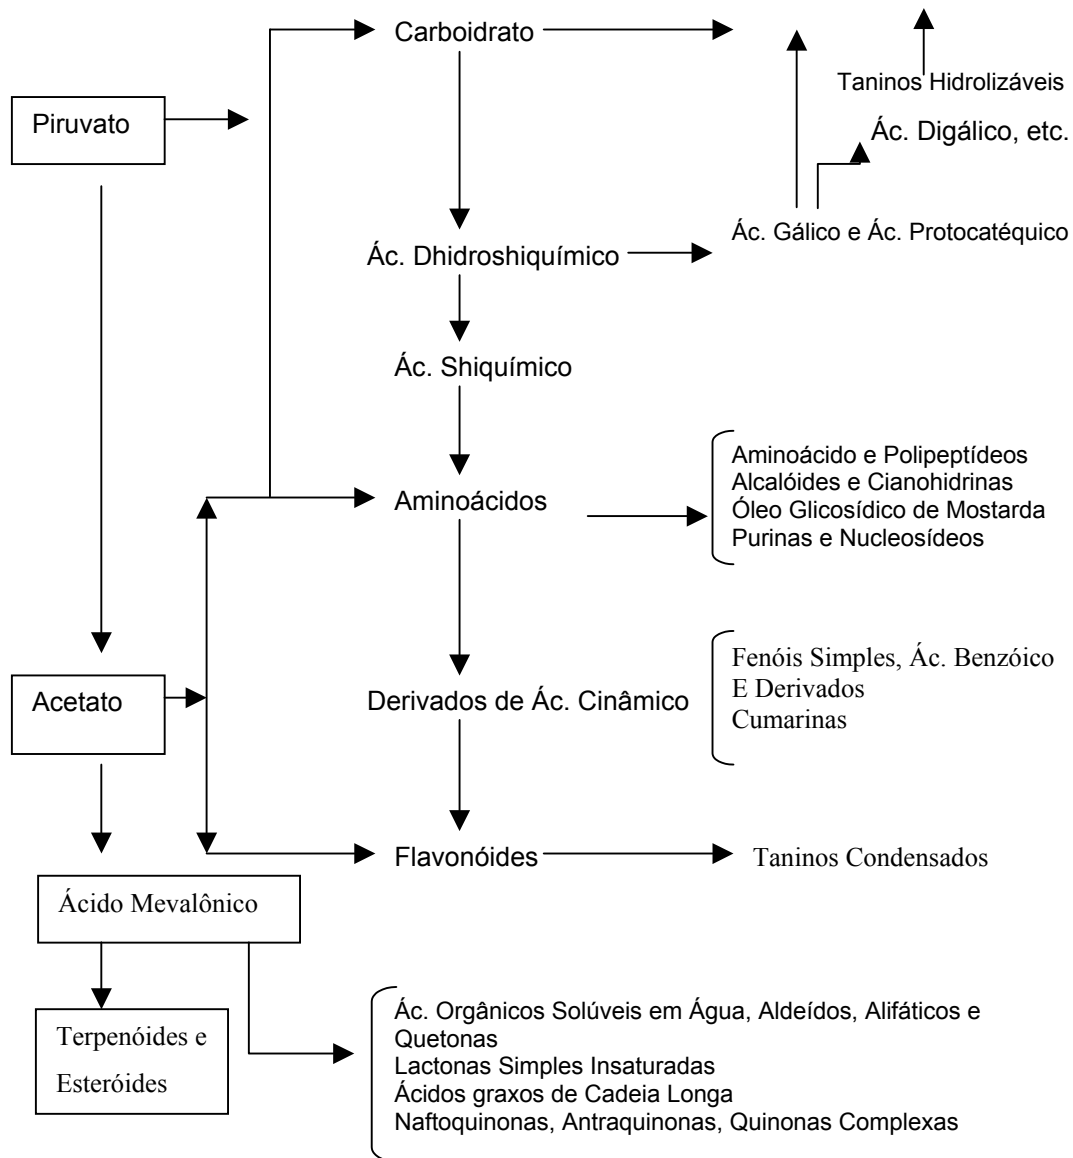 Carboidrato
Taninos Hidrolizáveis
Piruvato
Ác. Digálico, etc.
Ác. Gálico e Ác. Protocatéquico
Ác. Dhidroshiquímico
Ác. Shiquímico
Aminoácidos
Aminoácido e Polipeptídeos
Alcalóides e Cianohidrinas
Óleo Glicosídico de Mostarda
Purinas e Nucleosídeos
Acetato
Derivados de Ác. Cinâmico
Fenóis Simples, Ác. Benzóico
E Derivados
Cumarinas
Flavonóides
Taninos Condensados
Ácido Mevalônico
Terpenóides e
Esteróides
Ác. Orgânicos Solúveis em Água, Aldeídos, Alifáticos e
Quetonas
Lactonas Simples Insaturadas
Ácidos graxos de Cadeia Longa
Naftoquinonas, Antraquinonas, Quinonas Complexas